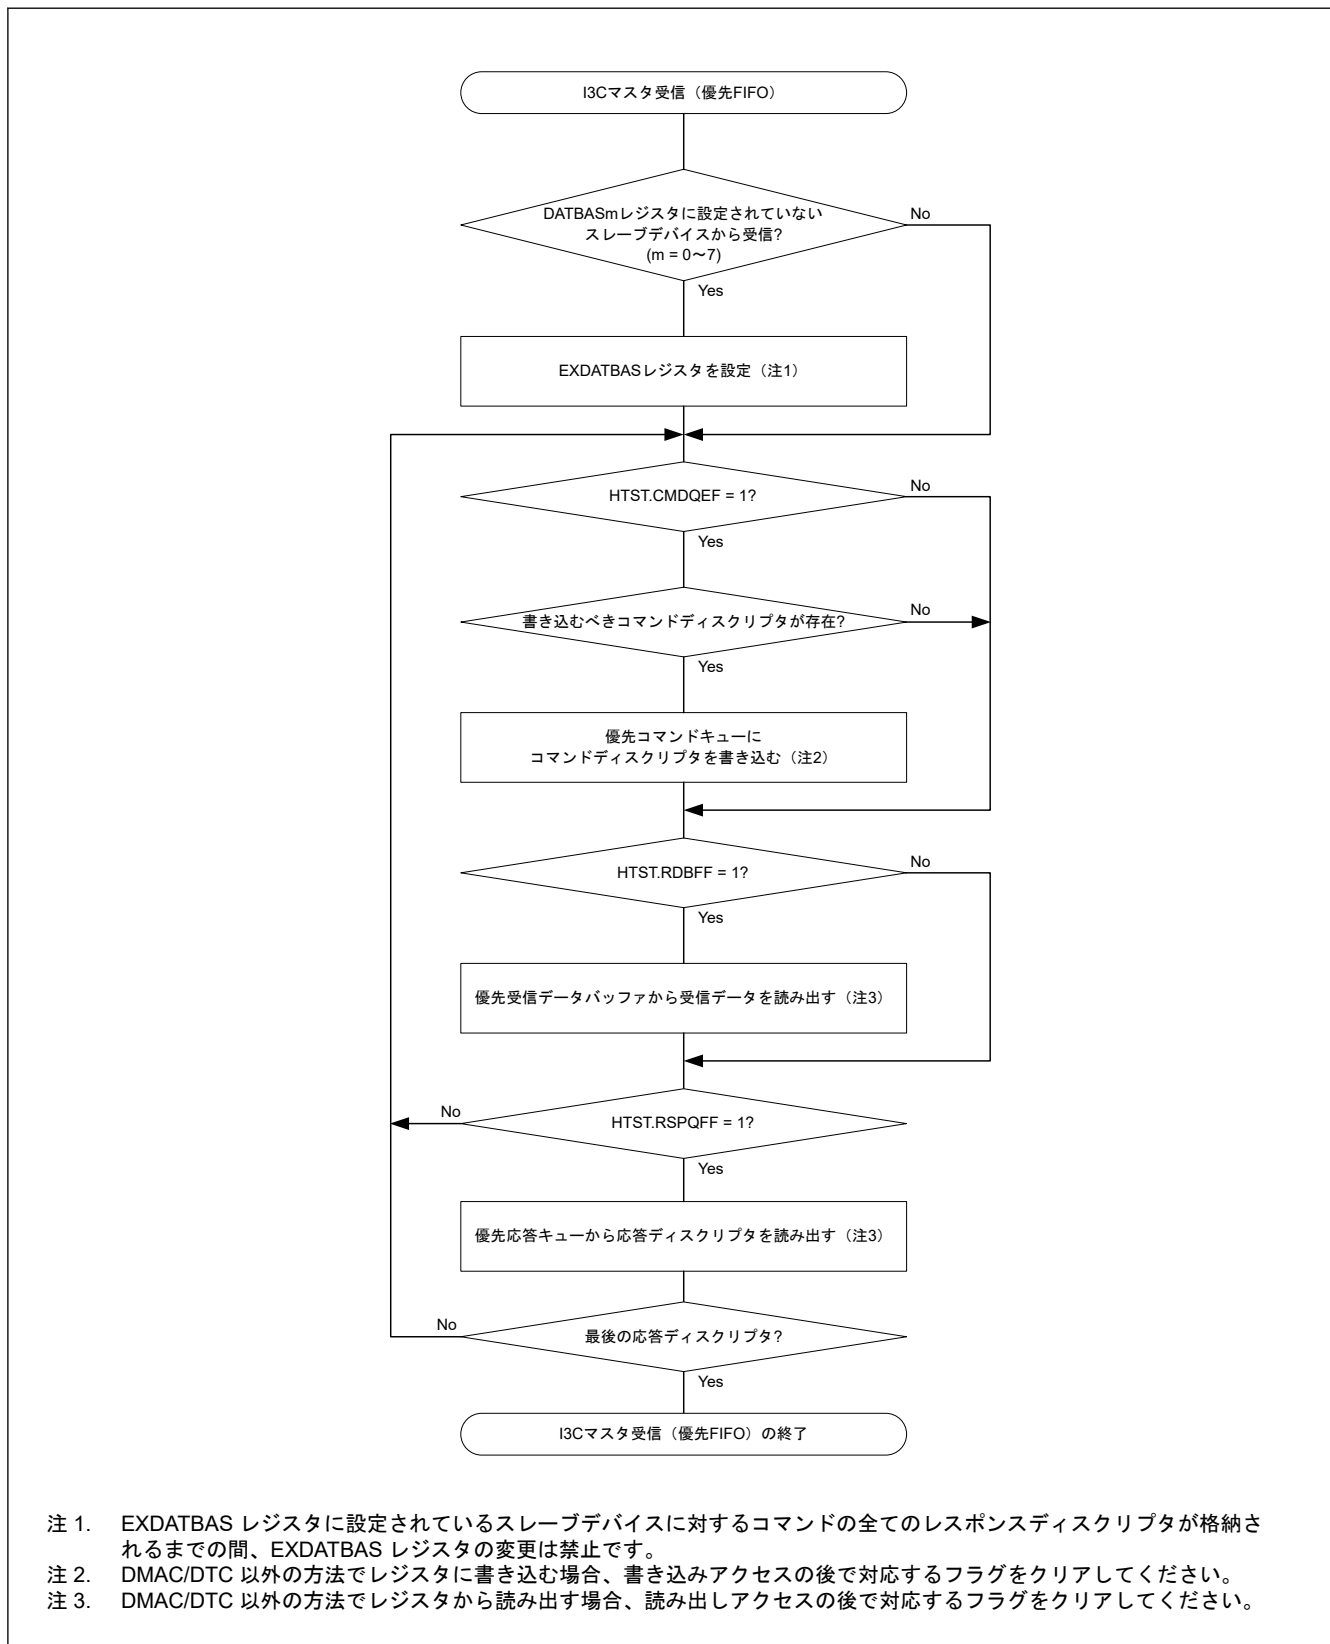 I3Cマスタ受信（優先FIFO）
DATBASmレジスタに設定されていない
スレーブデバイスから受信?
(m = 0～7)
No
Yes
EXDATBASレジスタを設定（注1）
HTST.CMDQEF = 1?
No
Yes
書き込むべきコマンドディスクリプタが存在?
No
Yes
優先コマンドキューに
コマンドディスクリプタを書き込む（注2）
HTST.RDBFF = 1?
No
Yes
優先受信データバッファから受信データを読み出す（注3）
No
HTST.RSPQFF = 1?
Yes
優先応答キューから応答ディスクリプタを読み出す（注3）
No
最後の応答ディスクリプタ?
Yes
I3Cマスタ受信（優先FIFO）の終了
注 1. EXDATBAS レジスタに設定されているスレーブデバイスに対するコマンドの全てのレスポンスディスクリプタが格納さ
れるまでの間、EXDATBAS レジスタの変更は禁止です。
注 2. DMAC/DTC 以外の方法でレジスタに書き込む場合、書き込みアクセスの後で対応するフラグをクリアしてください。
注 3. DMAC/DTC 以外の方法でレジスタから読み出す場合、読み出しアクセスの後で対応するフラグをクリアしてください。